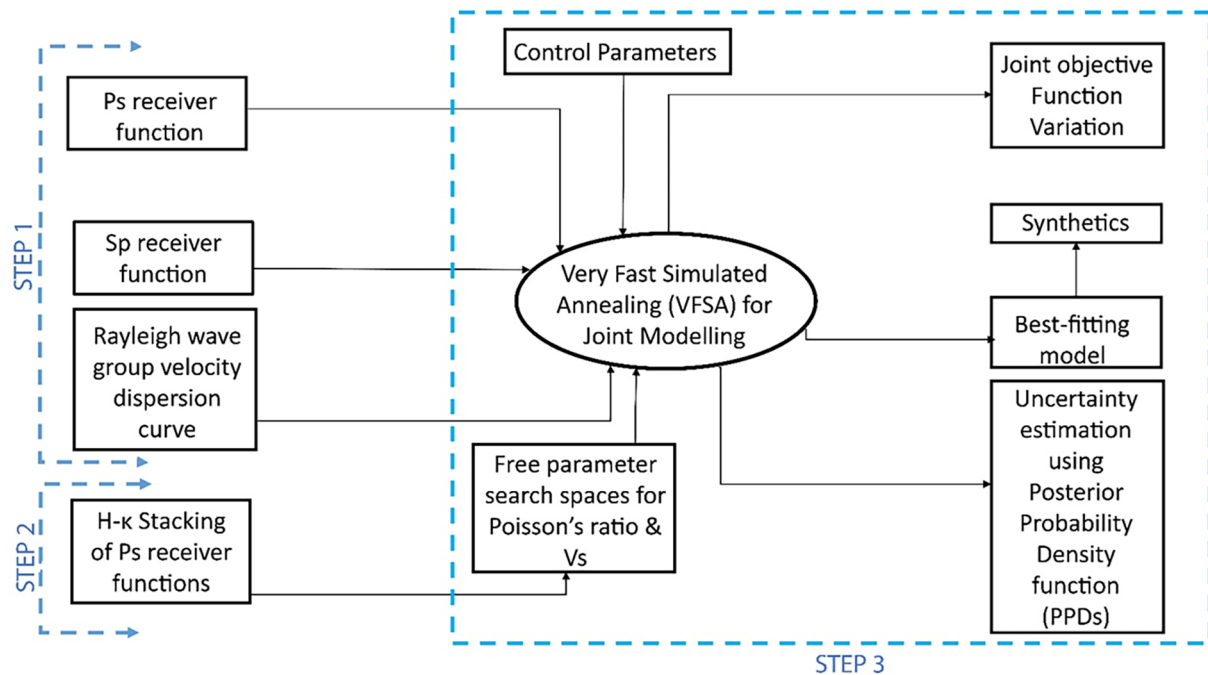 STEP 1
Ps receiver
function
Sp receiver
function
Rayleigh wave
group velocity
dispersion
curve
STEP 2
H-κ Stacking
of Ps receiver
functions
Control Parameters
Very Fast Simulated
Annealing (VFSA) for
Joint Modelling
Free parameter
search spaces for
Poisson’s ratio &
Vs
Joint objective
Function
Variation
Synthetics
Best-fitting
model
Uncertainty
estimation
using
Posterior
Probability
Density
function
(PPDs)
STEP 3